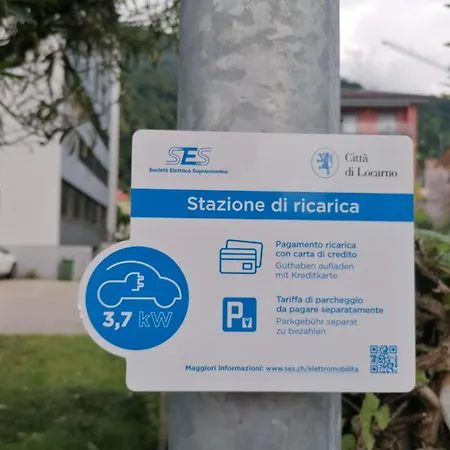 SES
Società Elettrica Sopracenerina
Città
di Locarno
Stazione di ricarica
Pagamento ricarica
con carta di credito
Guthaben aufladen
mit Kreditkarte
3,7 kW
P
Tariffa di parcheggio
da pagare separatamente
Parkgebühr separat
zu bezahlen
Maggiori informazioni: www.ses.ch/elettromobilita